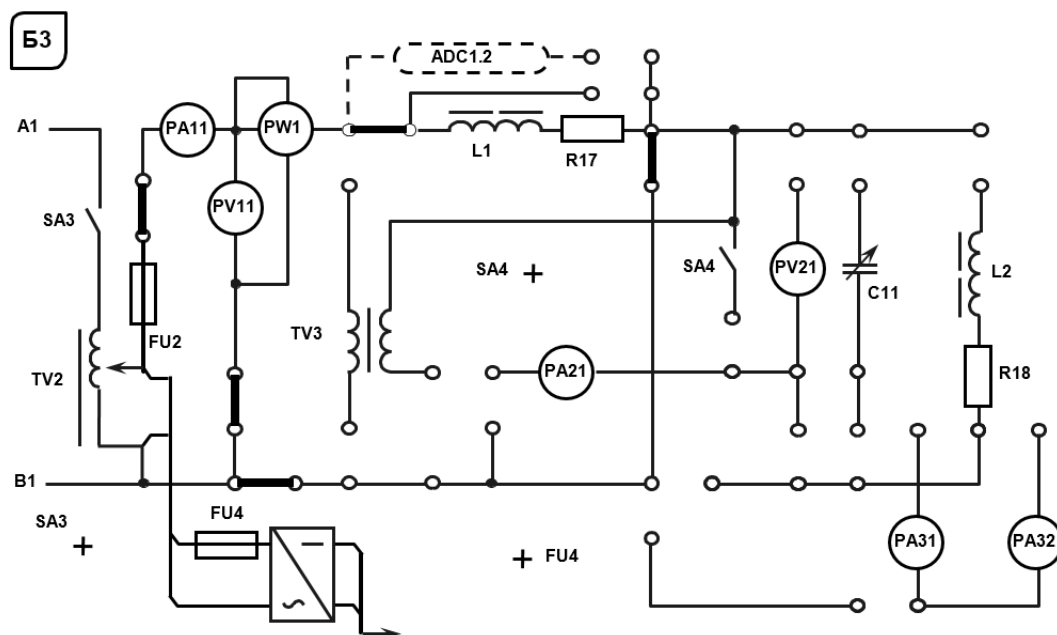 Б3
ADC1.2
A1
PA11
PW1
L1
R17
SA3
PV11
SA4
SA4
PV21
C11
L2
FU2
TV3
TV2
PA21
R18
B1
SA3
FU4
FU4
PA31
PA32